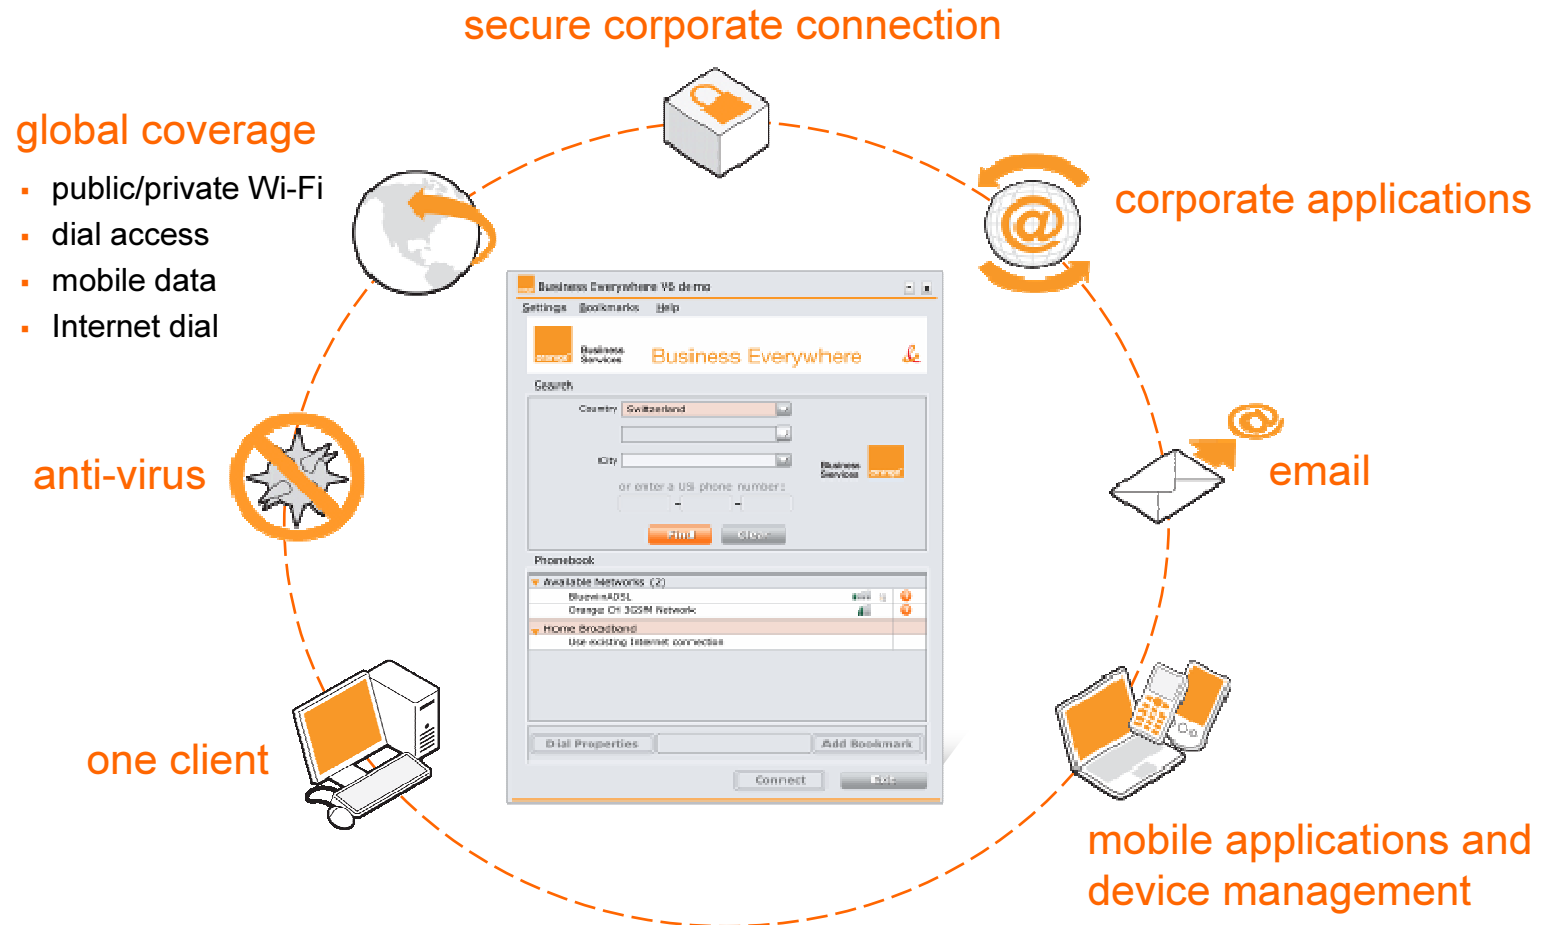 secure corporate connection
global coverage
▪ public/private Wi-Fi
▪ dial access
▪ mobile data
▪ Internet dial
corporate applications
anti-virus
email
one client
mobile applications and
device management
Business Everywhere V6 demo
Settings Bookmarks Help
orange
Business
Services
Business Everywhere
Search
Country Switzerland
City
Business
Services
orange
or enter a US phone number:
- -
Find Clear
Phonebook
Available Networks (2)
BluewinADSL
Orange CH 3GSM Network
Home Broadband
Use existing Internet connection
Dial Properties Add Bookmark
Connect Exit